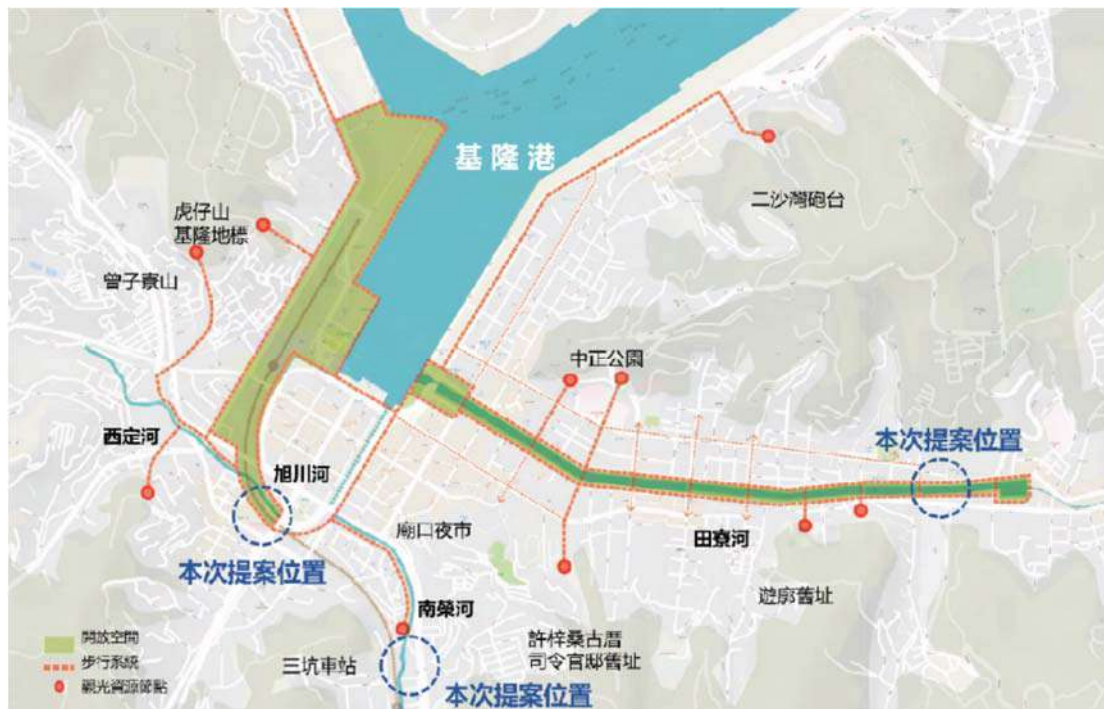 基隆港
二沙灣砲台
虎仔山
基隆地標
曾子寮山
中正公園
西定河
旭川河
本次提案位置
廟口夜市
田寮河
本次提案位置
遊廓舊址
南榮河
許梓桑古厝
司令官邸舊址
三坑車站
本次提案位置
開放空間
步行系統
觀光資源節點